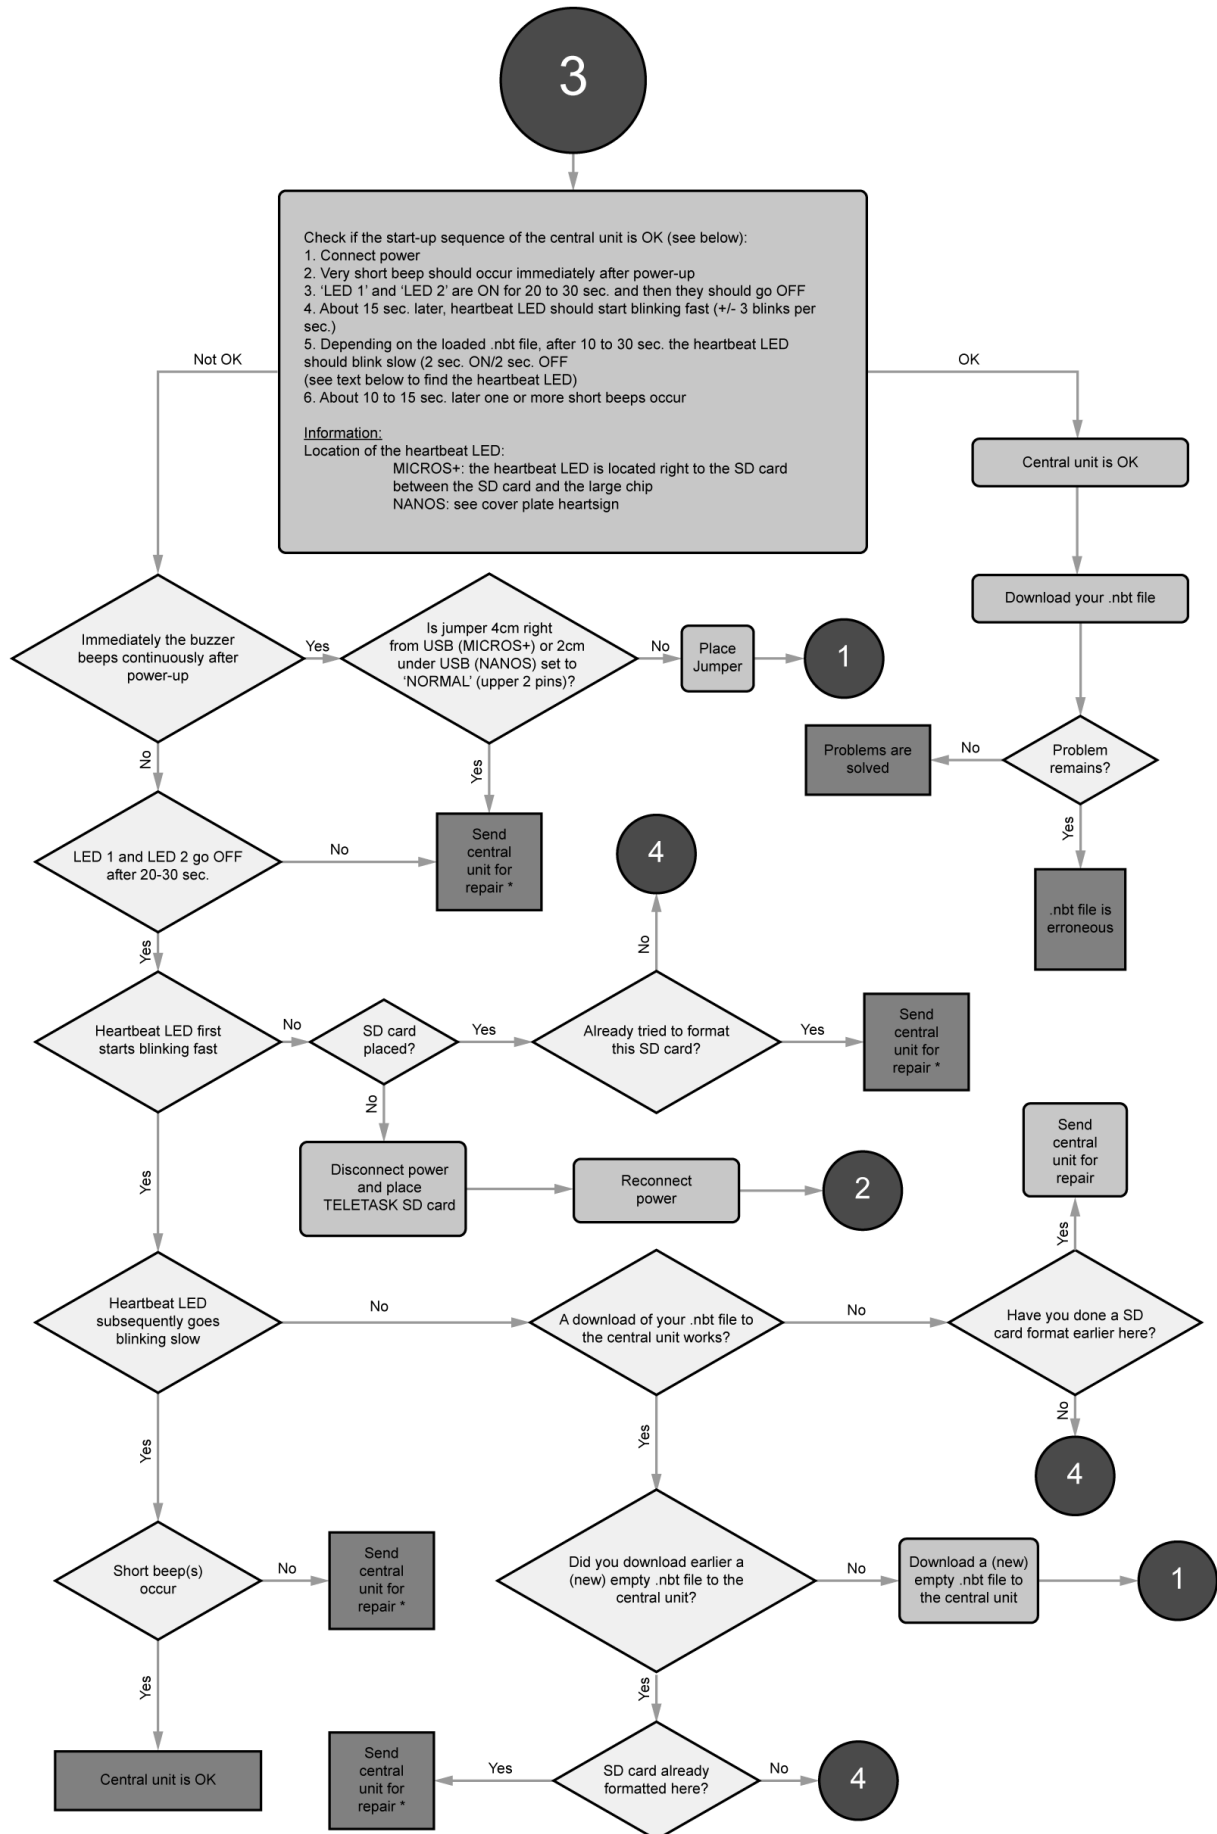 3
Check if the start-up sequence of the central unit is OK (see below):
1. Connect power
2. Very short beep should occur immediately after power-up
3. ‘LED 1’ and ‘LED 2’ are ON for 20 to 30 sec. and then they should go OFF
4. About 15 sec. later, heartbeat LED should start blinking fast (+/- 3 blinks per
sec.)
5. Depending on the loaded .nbt file, after 10 to 30 sec. the heartbeat LED
should blink slow (2 sec. ON/2 sec. OFF
(see text below to find the heartbeat LED)
6. About 10 to 15 sec. later one or more short beeps occur
Information:
Location of the heartbeat LED:
MICROS+: the heartbeat LED is located right to the SD card
between the SD card and the large chip
NANOS: see cover plate heartsign
Not OK
OK
Central unit is OK
Download your .nbt file
Problem
remains?
No
Problems are
solved
Yes
.nbt file is
erroneous
Immediately the buzzer
beeps continuously after
power-up
Yes
Is jumper 4cm right
from USB (MICROS+) or 2cm
under USB (NANOS) set to
‘NORMAL’ (upper 2 pins)?
No
Place
Jumper
1
Yes
Send
central
unit for
repair *
No
LED 1 and LED 2 go OFF
after 20-30 sec.
No
Yes
Heartbeat LED first
starts blinking fast
No
SD card
placed?
Yes
Already tried to format
this SD card?
No
4
Yes
Send
central
unit for
repair *
No
Disconnect power
and place
TELETASK SD card
Reconnect
power
2
Yes
Heartbeat LED
subsequently goes
blinking slow
No
A download of your .nbt file to
the central unit works?
No
Have you done a SD
card format earlier here?
Yes
Send
central
unit for
repair
No
4
Yes
Did you download earlier a
(new) empty .nbt file to the
central unit?
No
Download a (new)
empty .nbt file to
the central unit
1
Yes
SD card already
formatted here?
No
4
Yes
Send
central
unit for
repair *
Yes
Short beep(s)
occur
No
Send
central
unit for
repair *
Yes
Central unit is OK